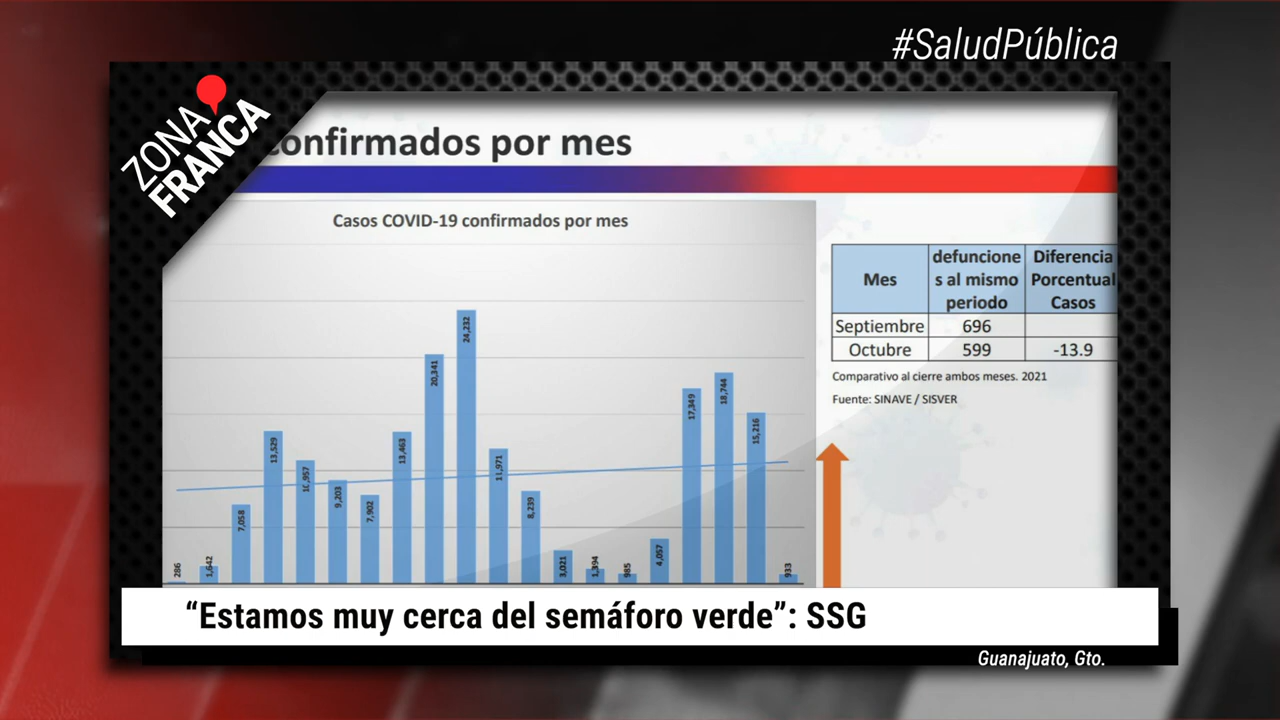 #SaludPública
ZONA
FRANCA
confirmados por mes
Casos COVID-19 confirmados por mes
286
1,642
7,058
13,529
10,957
9,203
7,902
13,463
20,341
24,232
11,971
8,239
3,021
1,394
985
4,057
17,349
18,744
15,216
933
Mes
defuncione
s al mismo
periodo
Diferencia
Porcentual
Casos
Septiembre 696
Octubre 599 -13.9
Comparativo al cierre ambos meses. 2021
Fuente: SINAVE / SISVER
“Estamos muy cerca del semáforo verde”: SSG
Guanajuato, Gto.